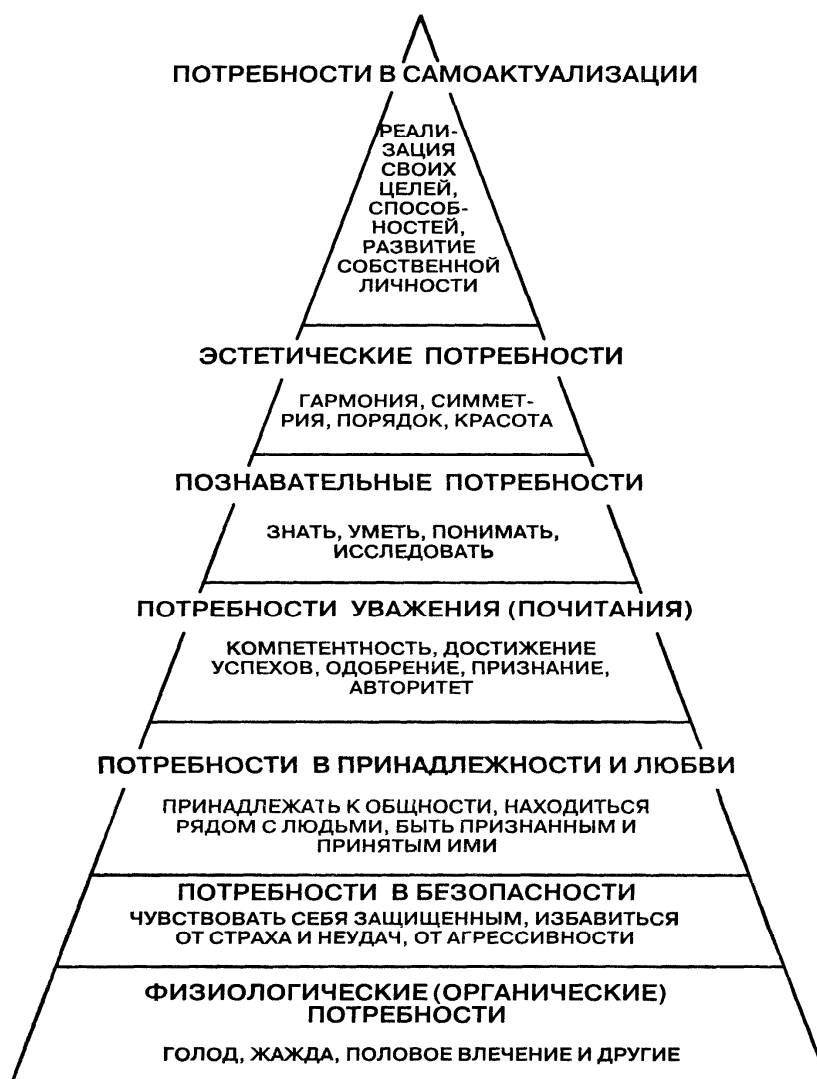 ПОТРЕБНОСТИ В САМОАКТУАЛИЗАЦИИ
РЕАЛИ-
ЗАЦИЯ
СВОИХ
ЦЕЛЕЙ,
СПОСОБ-
НОСТЕЙ,
РАЗВИТИЕ
СОБСТВЕННОЙ
ЛИЧНОСТИ
ЭСТЕТИЧЕСКИЕ ПОТРЕБНОСТИ
ГАРМОНИЯ, СИММЕТ-
РИЯ, ПОРЯДОК, КРАСОТА
ПОЗНАВАТЕЛЬНЫЕ ПОТРЕБНОСТИ
ЗНАТЬ, УМЕТЬ, ПОНИМАТЬ,
ИССЛЕДОВАТЬ
ПОТРЕБНОСТИ УВАЖЕНИЯ (ПОЧИТАНИЯ)
КОМПЕТЕНТНОСТЬ, ДОСТИЖЕНИЕ
УСПЕХОВ, ОДОБРЕНИЕ, ПРИЗНАНИЕ,
АВТОРИТЕТ
ПОТРЕБНОСТИ В ПРИНАДЛЕЖНОСТИ И ЛЮБВИ
ПРИНАДЛЕЖАТЬ К ОБЩНОСТИ, НАХОДИТЬСЯ
РЯДОМ С ЛЮДЬМИ, БЫТЬ ПРИЗНАННЫМ И
ПРИНЯТЫМ ИМИ
ПОТРЕБНОСТИ В БЕЗОПАСНОСТИ
ЧУВСТВОВАТЬ СЕБЯ ЗАЩИЩЕННЫМ, ИЗБАВИТЬСЯ
ОТ СТРАХА И НЕУДАЧ, ОТ АГРЕССИВНОСТИ
ФИЗИОЛОГИЧЕСКИЕ (ОРГАНИЧЕСКИЕ)
ПОТРЕБНОСТИ
ГОЛОД, ЖАЖДА, ПОЛОВОЕ ВЛЕЧЕНИЕ И ДРУГИЕ